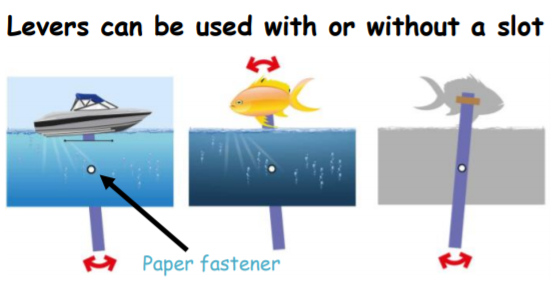 Levers can be used with or without a slot
Paper fastener